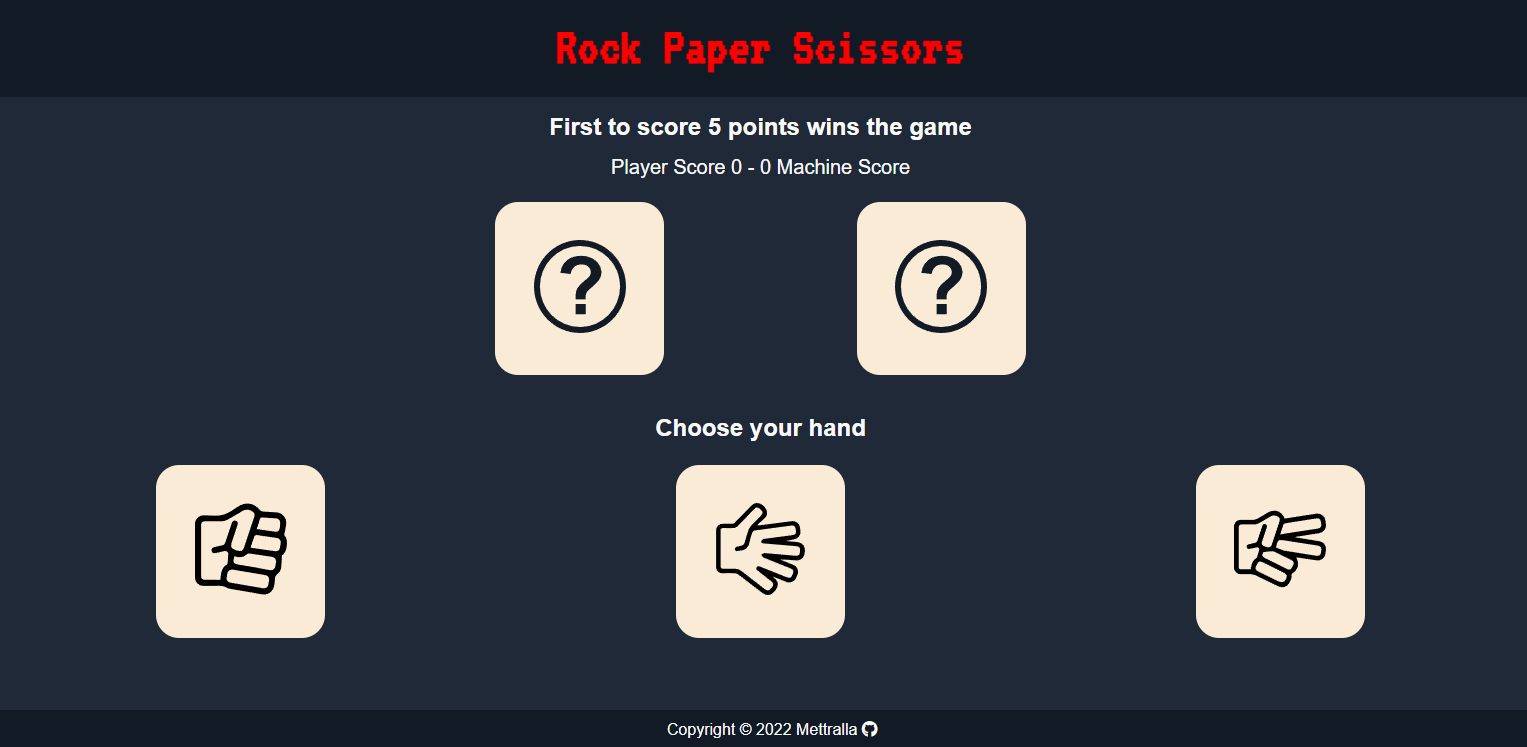 Rock Paper Scissors
First to score 5 points wins the game
Player Score 0 - 0 Machine Score
? ?
Choose your hand
Copyright © 2022 Mettralla